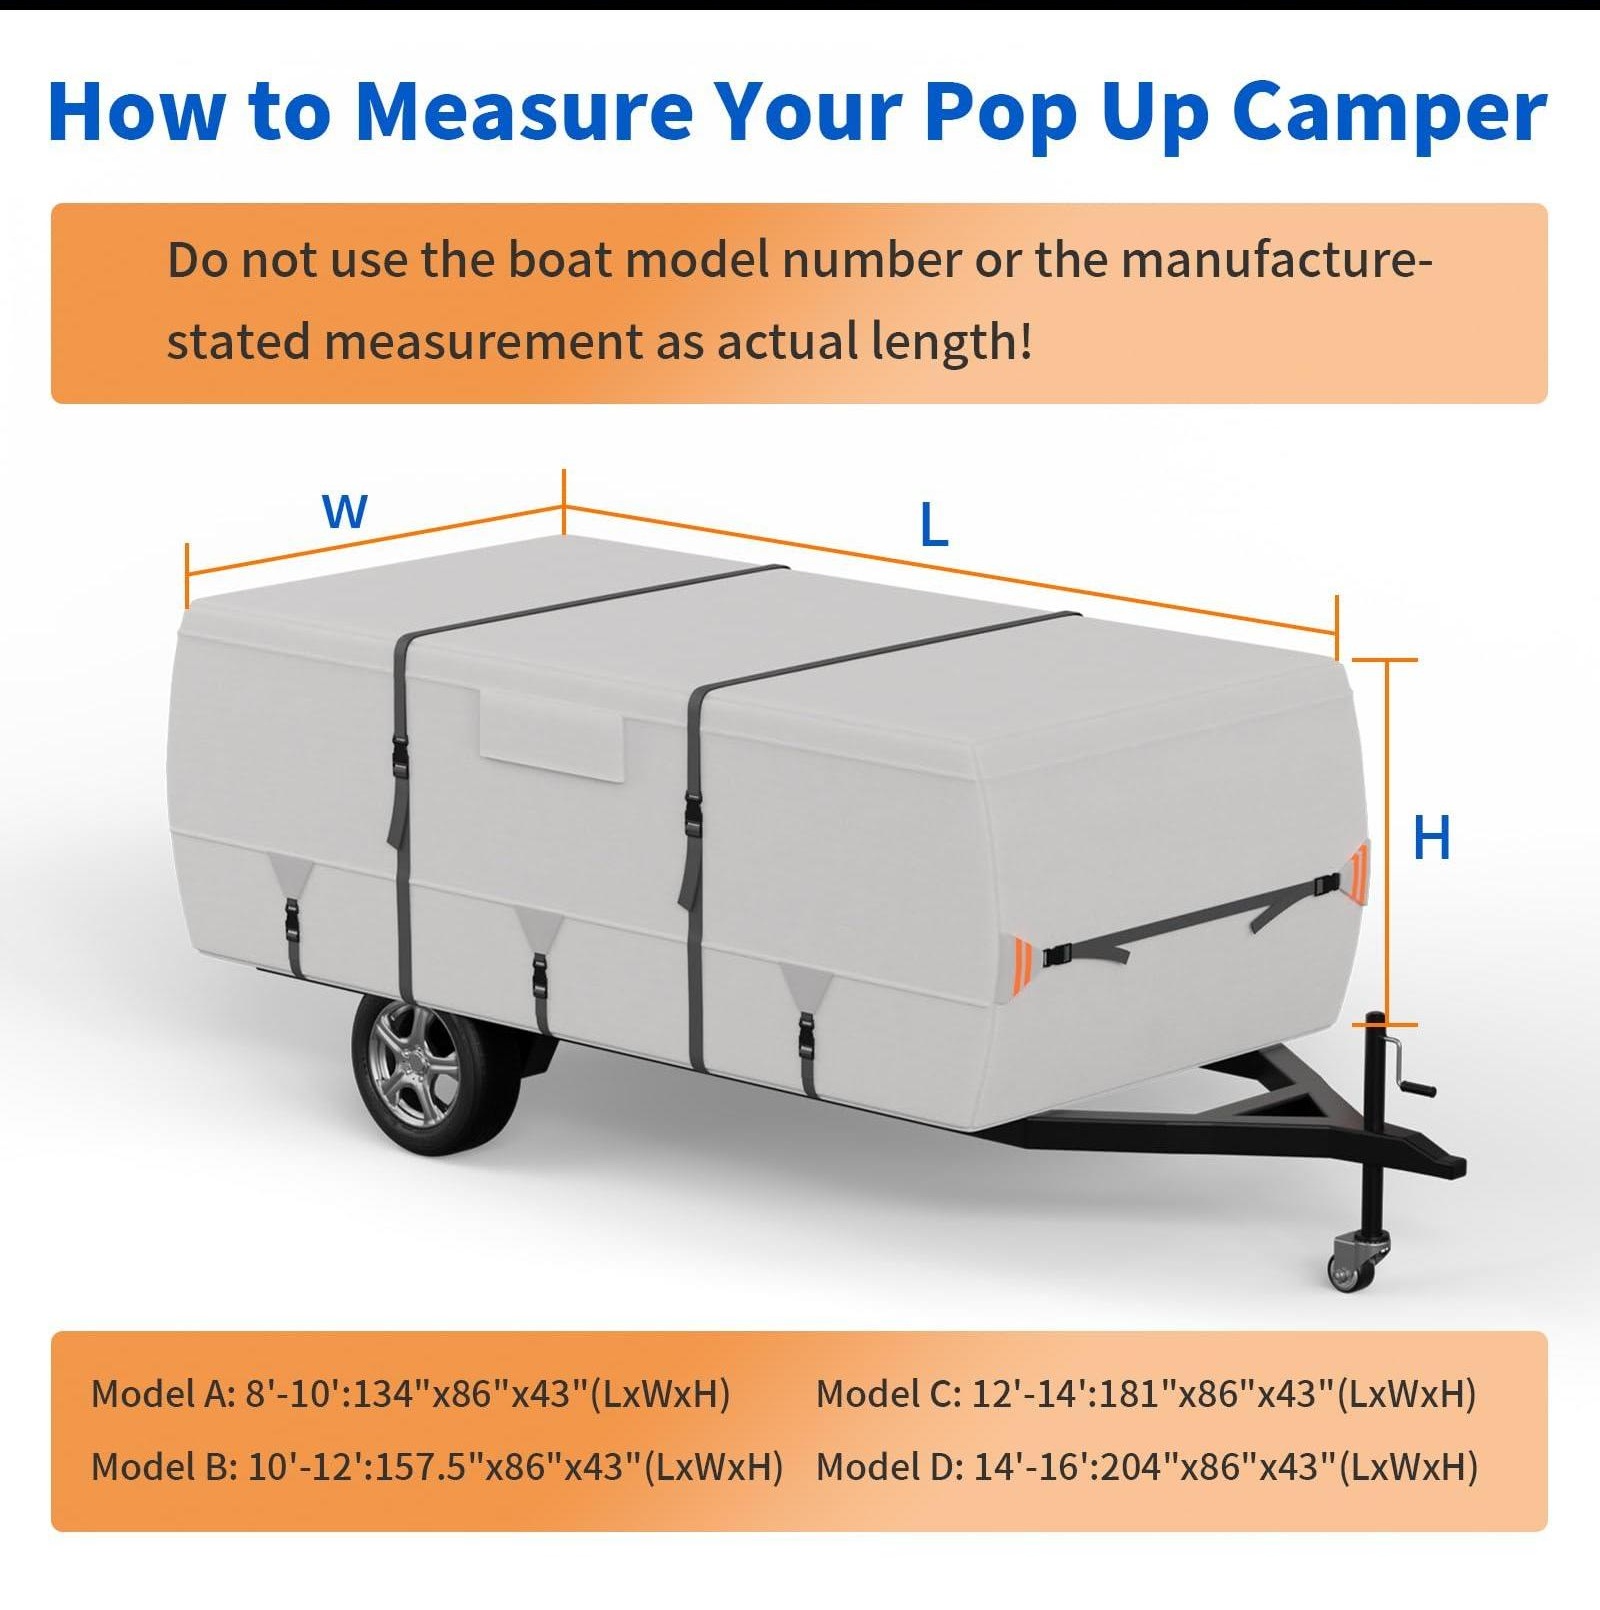 How to Measure Your Pop Up Camper
Do not use the boat model number or the manufacture-
stated measurement as actual length!
W
L
H
Model A: 8'-10':134"x86"x43"(LxWxH)
Model C: 12'-14':181"x86"x43"(LxWxH)
Model B: 10'-12':157.5"x86"x43"(LxWxH)
Model D: 14'-16':204"x86"x43"(LxWxH)